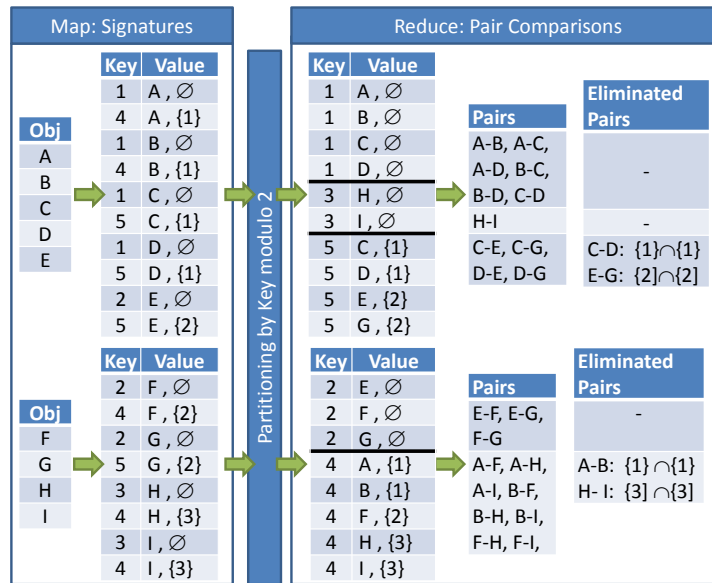 Map: Signatures
Obj
A
B
C
D
E
Key Value
1 A , ∅
4 A , {1}
1 B , ∅
4 B , {1}
1 C , ∅
5 C , {1}
1 D , ∅
5 D , {1}
2 E , ∅
5 E , {2}
Obj
F
G
H
I
Key Value
2 F , ∅
4 F , {2}
2 G , ∅
5 G , {2}
3 H , ∅
4 H , {3}
3 I , ∅
4 I , {3}
Partitioning by Key modulo 2
Reduce: Pair Comparisons
Key Value
1 A , ∅
1 B , ∅
1 C , ∅
1 D , ∅
3 H , ∅
3 I , ∅
5 C , {1}
5 D , {1}
5 E , {2}
5 G , {2}
Pairs
A-B, A-C,
A-D, B-C,
B-D, C-D
H-I
C-E, C-G,
D-E, D-G
Eliminated
Pairs
-
-
C-D: {1}∩{1}
E-G: {2]∩{2]
Key Value
2 E , ∅
2 F , ∅
2 G , ∅
4 A , {1}
4 B , {1}
4 F , {2}
4 H , {3}
4 I , {3}
Pairs
E-F, E-G,
F-G
A-F, A-H,
A-I, B-F,
B-H, B-I,
F-H, F-I,
Eliminated
Pairs
-
A-B: {1} ∩{1}
H- I: {3] ∩{3]